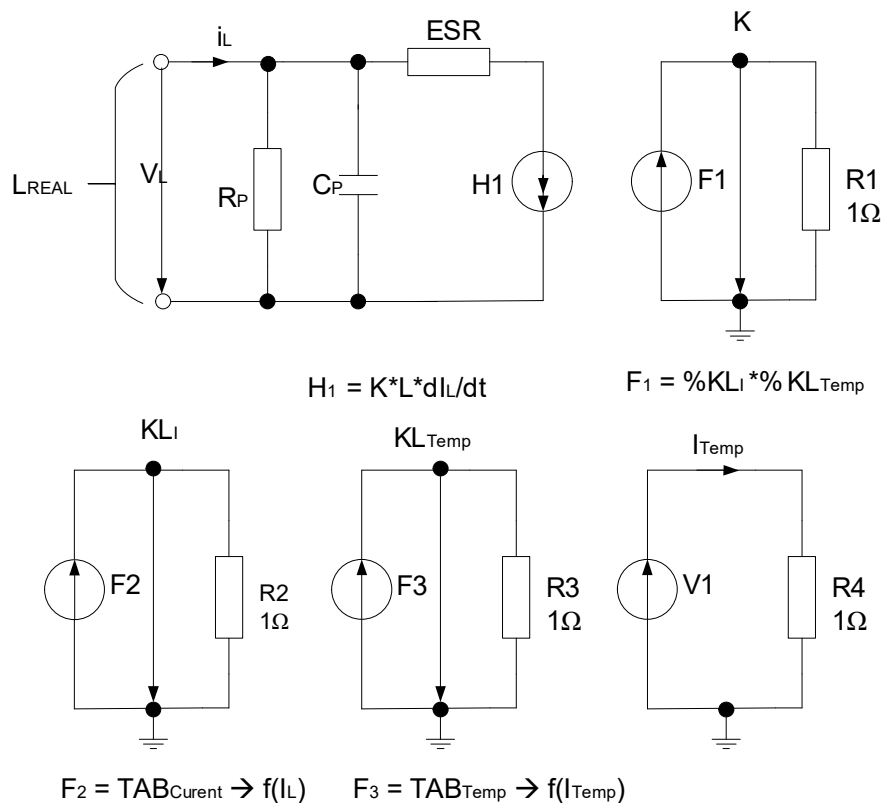 ESR
K
iL
LREAL
VL
RP
CP
H1
F1
R1
1Ω
H1 = K*L*dIL/dt
F1 = %KLI*%KLTemp
KLI
KLTemp
ITemp
F2
R2
1Ω
F3
R3
1Ω
V1
R4
1Ω
F2 = TABCurent → f(IL)
F3 = TABTemp → f(ITemp)